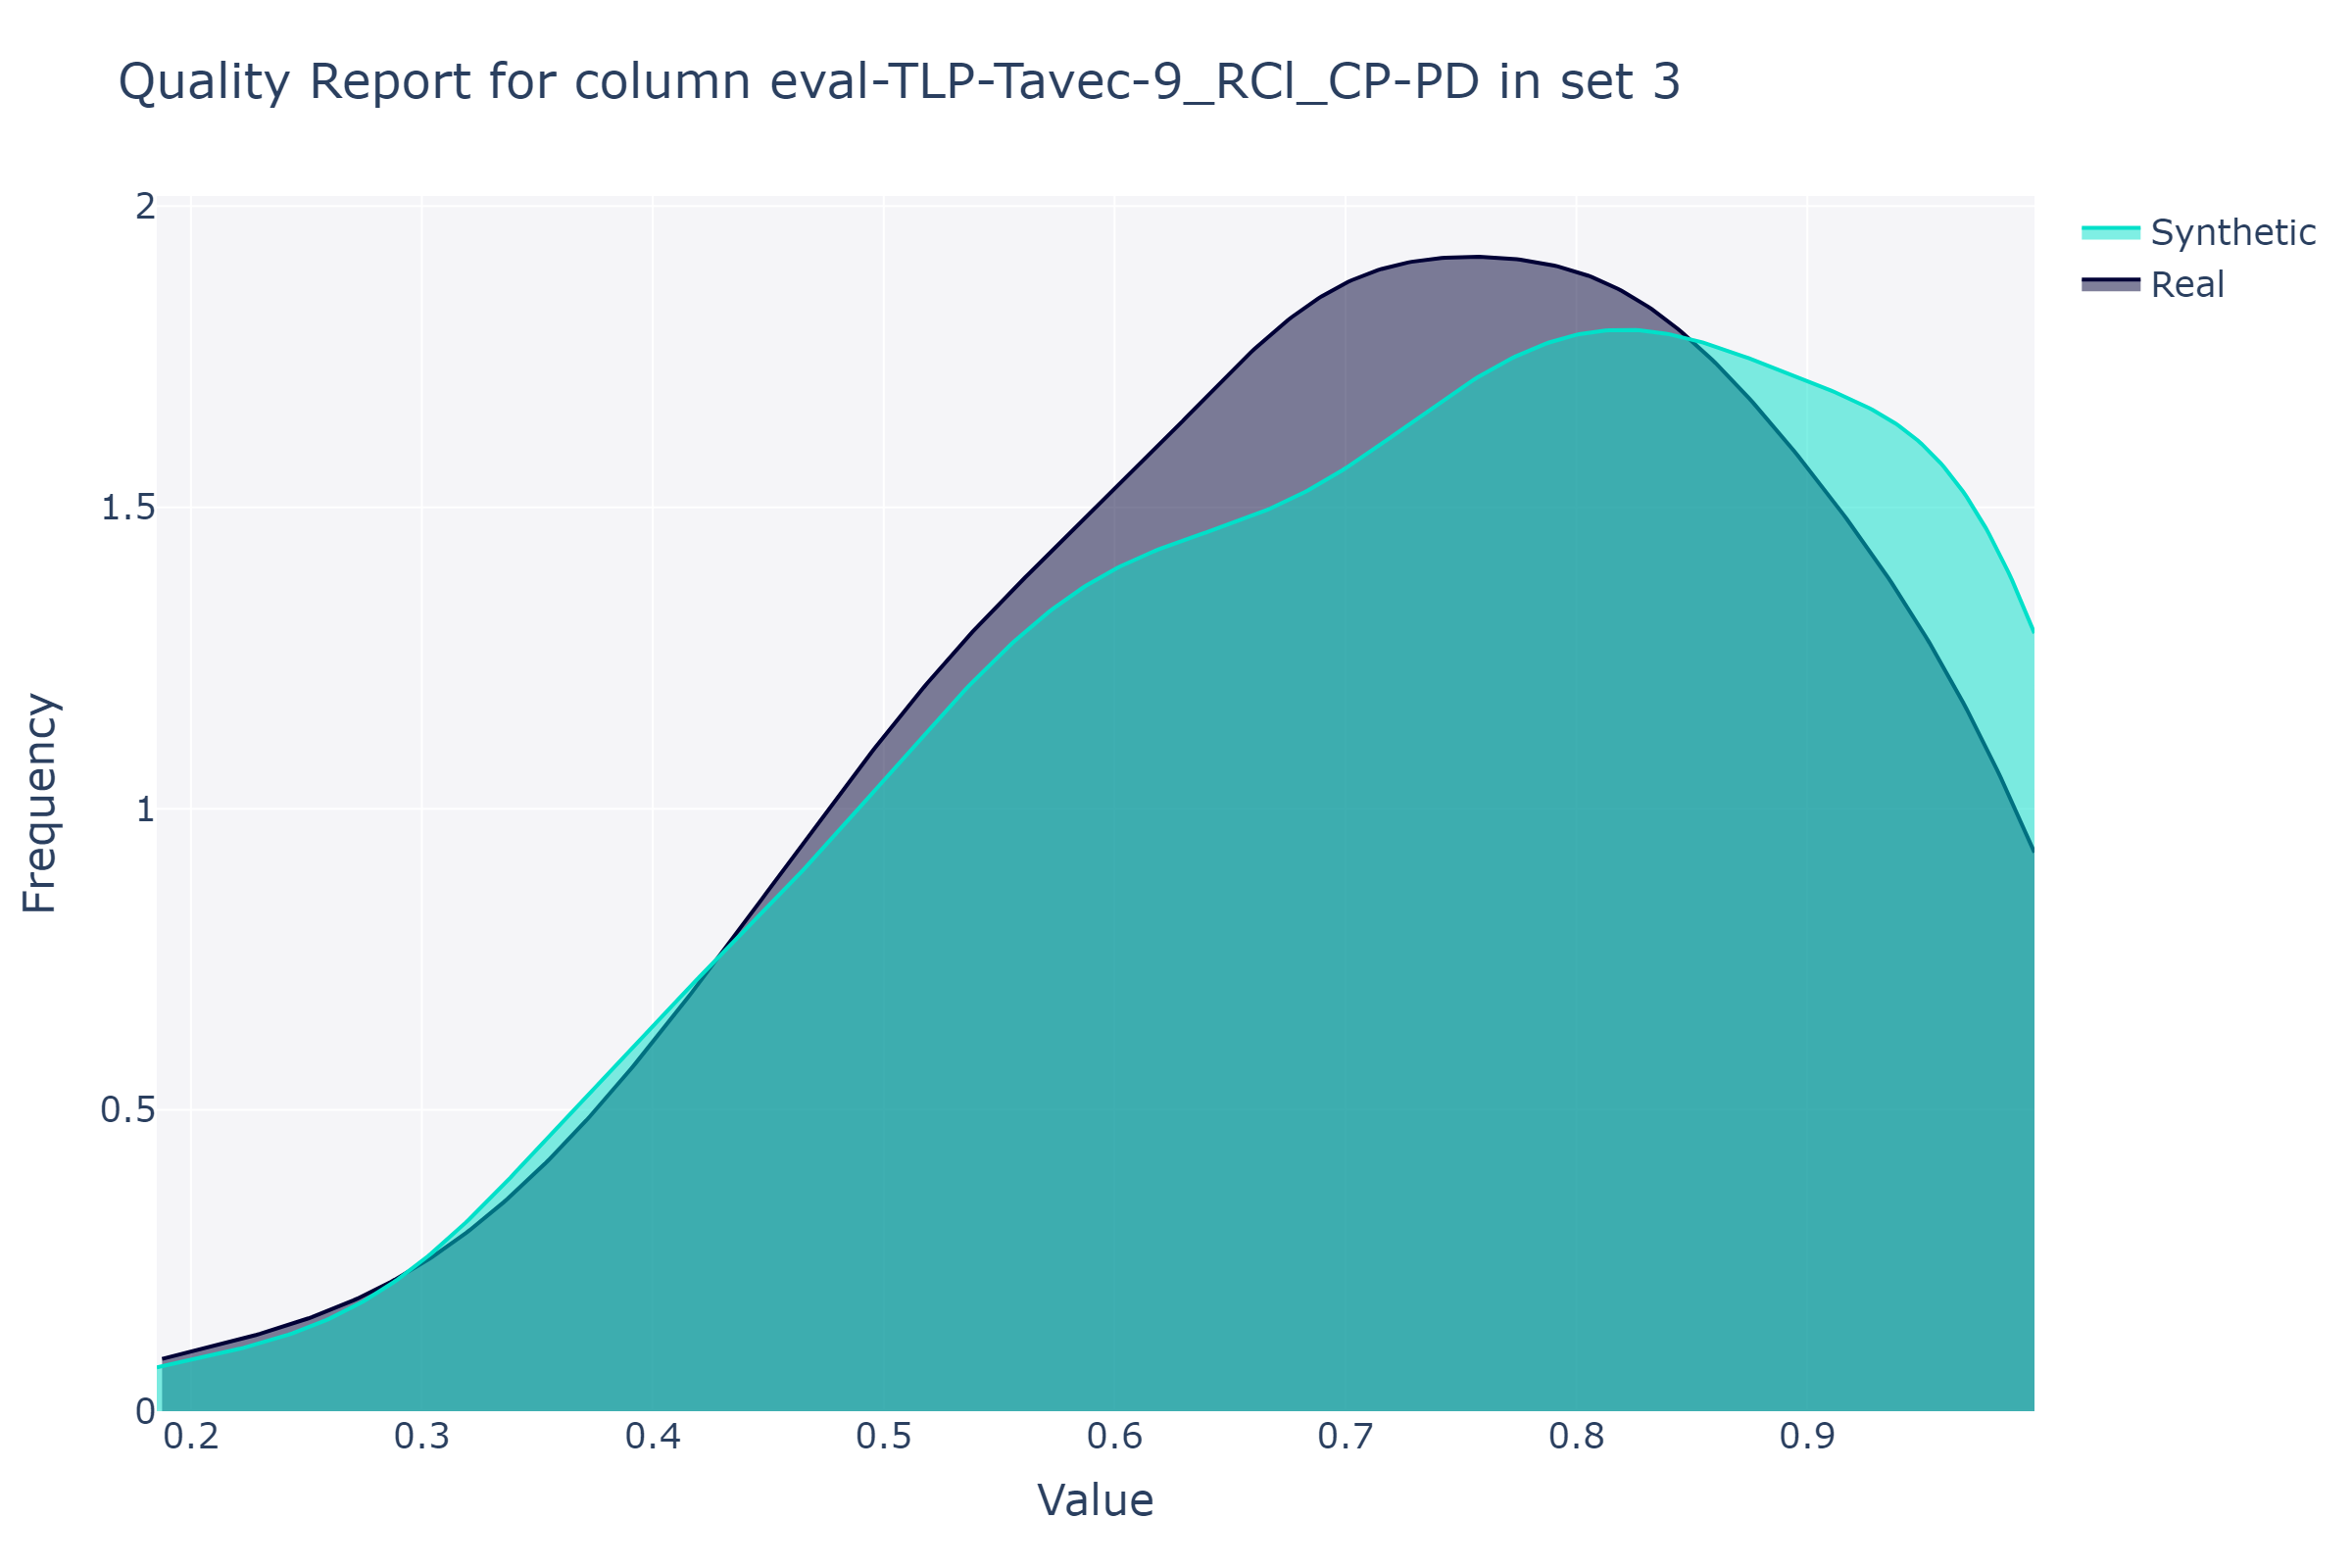 Quality Report for column eval-TLP-Tavec-9_RCl_CP-PD in set 3
Synthetic
Real
2
1.5
1
0.5
0
Frequency
0.2 0.3 0.4 0.5 0.6 0.7 0.8 0.9
Value